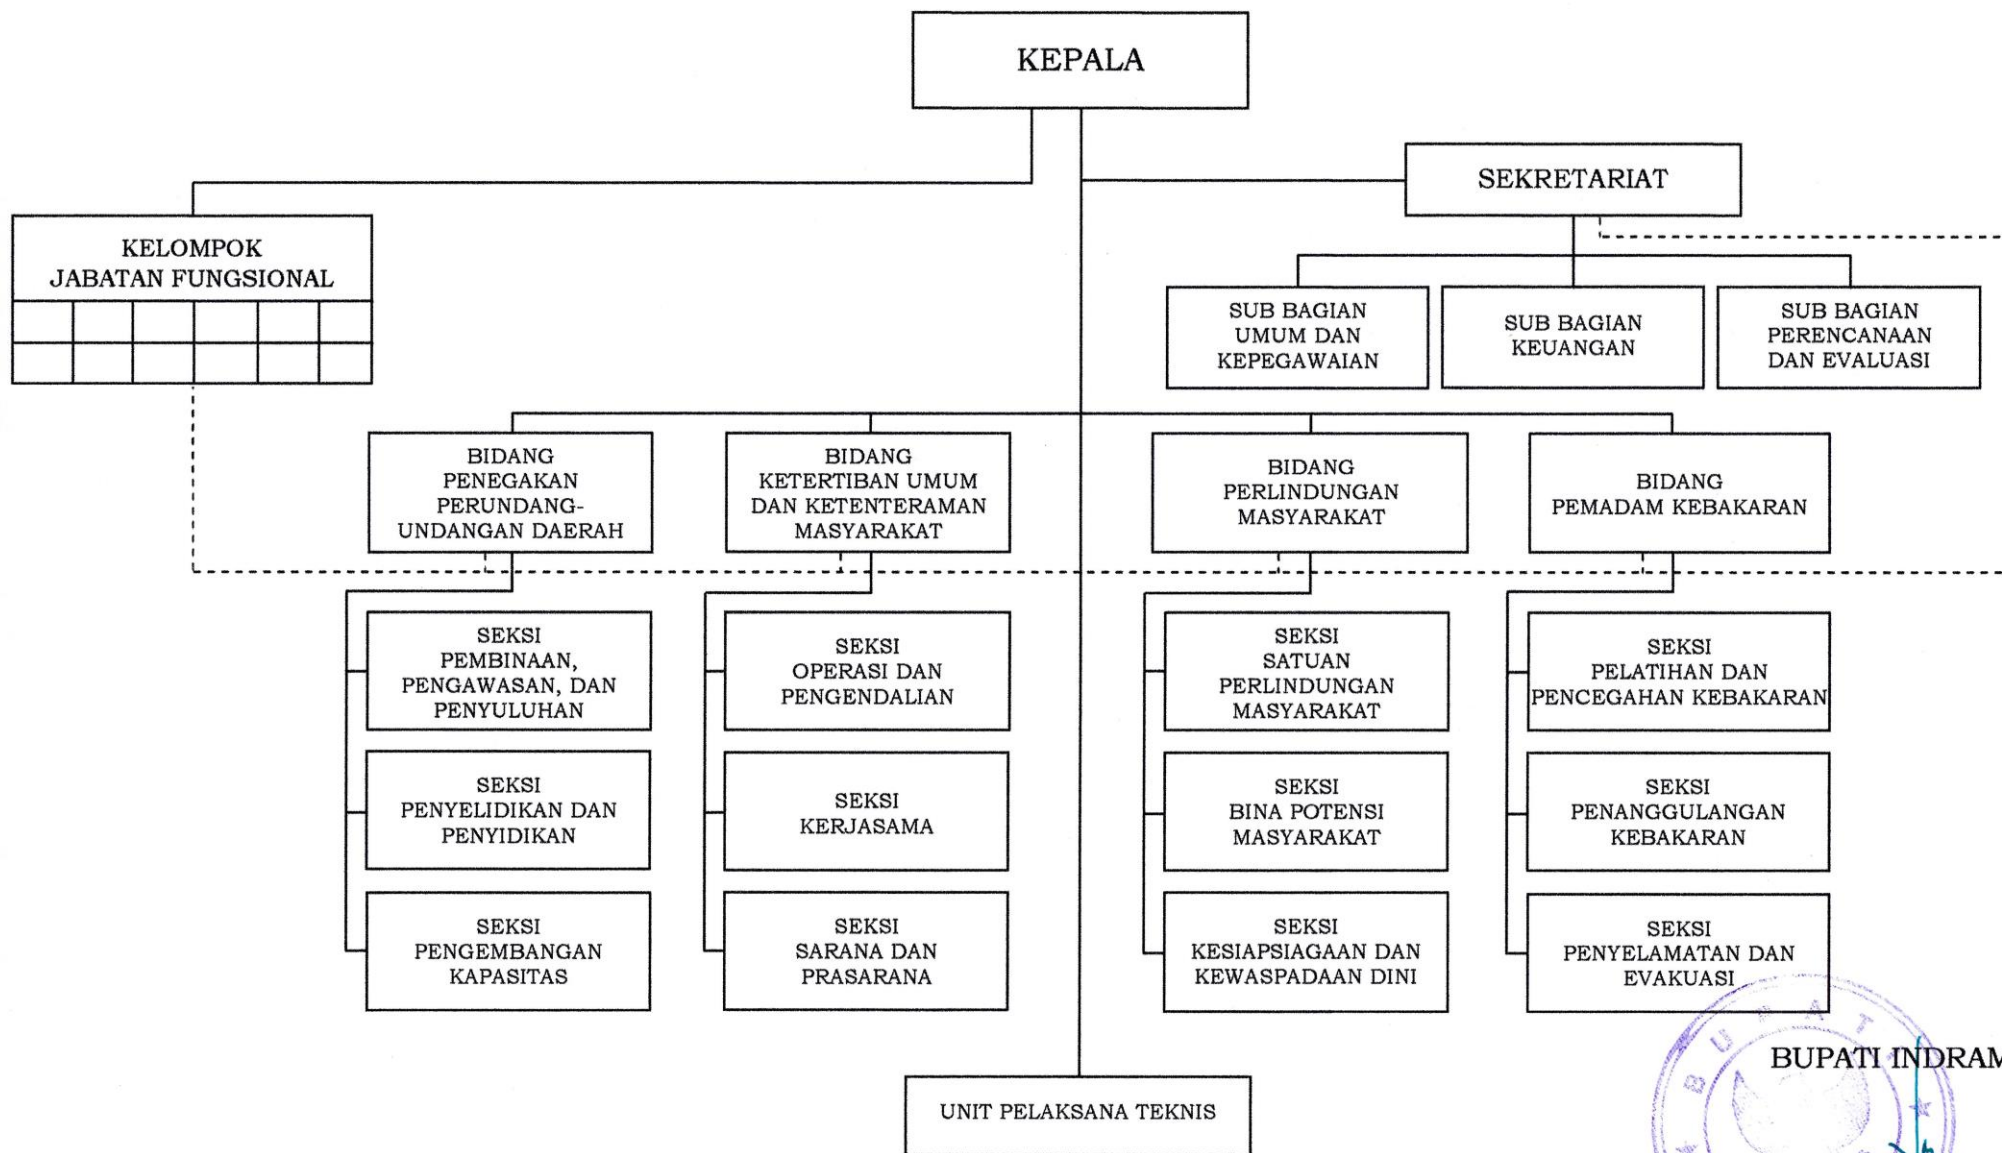 KEPALA
SEKRETARIAT
KELOMPOK
JABATAN FUNGSIONAL
SUB BAGIAN
UMUM DAN
KEPEGAWAIAN
SUB BAGIAN
KEUANGAN
SUB BAGIAN
PERENCANAAN
DAN EVALUASI
BIDANG
PENEGAKAN
PERUNDANG-
UNDANGAN DAERAH
BIDANG
KETERTIBAN UMUM
DAN KETENTERAMAN
MASYARAKAT
BIDANG
PERLINDUNGAN
MASYARAKAT
BIDANG
PEMADAM KEBAKARAN
SEKSI
PEMBINAAN,
PENGAWASAN, DAN
PENYULUHAN
SEKSI
OPERASI DAN
PENGENDALIAN
SEKSI
SATUAN
PERLINDUNGAN
MASYARAKAT
SEKSI
PELATIHAN DAN
PENCEGAHAN KEBAKARAN
SEKSI
PENYELIDIKAN DAN
PENYIDIKAN
SEKSI
KERJASAMA
SEKSI
BINA POTENSI
MASYARAKAT
SEKSI
PENANGGULANGAN
KEBAKARAN
SEKSI
PENGEMBANGAN
KAPASITAS
SEKSI
SARANA DAN
PRASARANA
SEKSI
KESIAPSIAGAAN DAN
KEWASPADAAN DINI
SEKSI
PENYELAMATAN DAN
EVAKUASI
BUPATI
BUPATI INDRAM
UNIT PELAKSANA TEKNIS